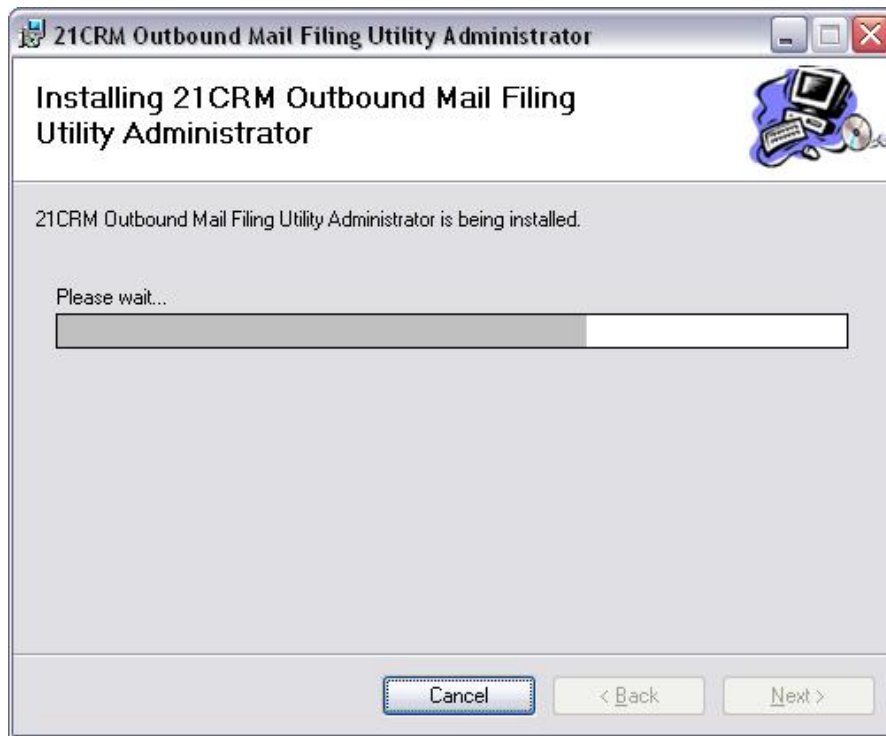 21CRM Outbound Mail Filing Utility Administrator
Installing 21CRM Outbound Mail Filing
Utility Administrator
21CRM Outbound Mail Filing Utility Administrator is being installed.
Please wait...
Cancel
< Back
Next >